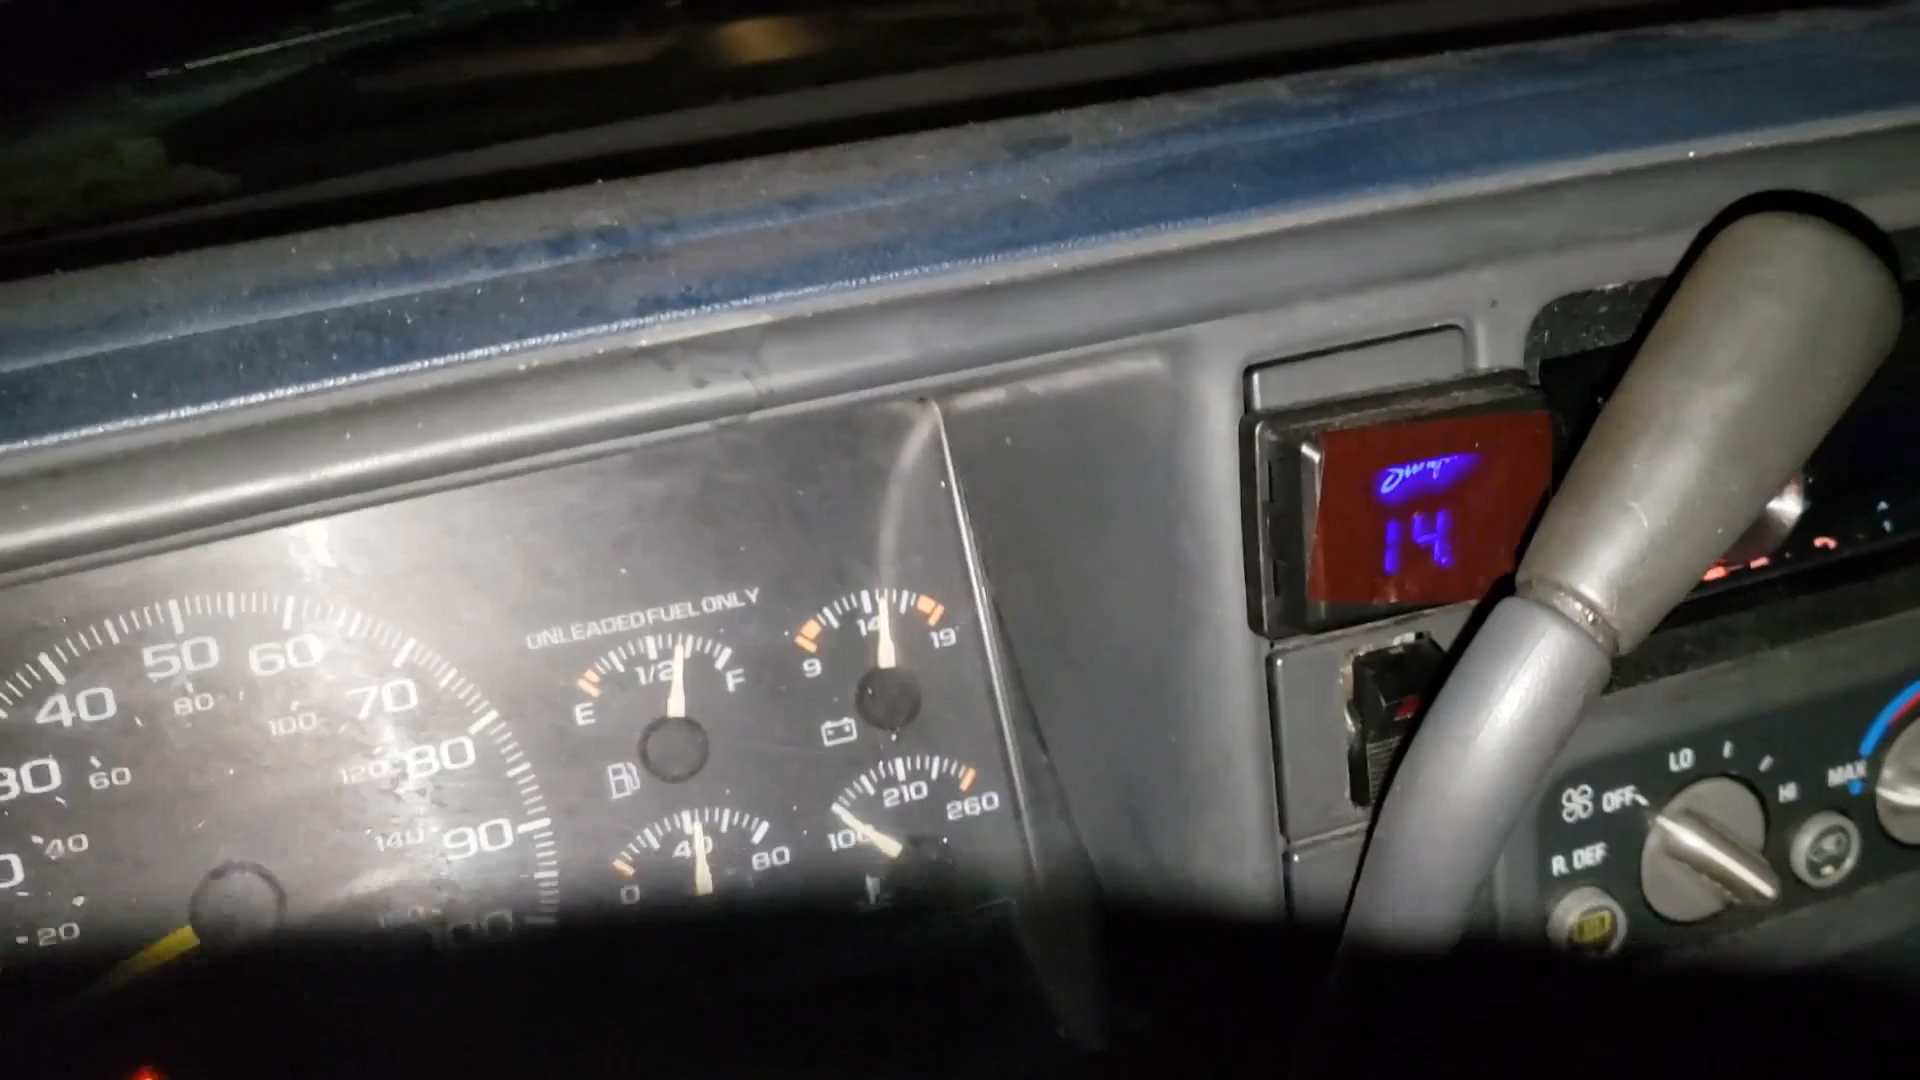 UNLEADED FUEL ONLY
E 1/2 F
9 14 19
0 40 80
100 210 260
40 50 60 70 80 90
20 40 60 80 100 120 140
14
LO
HI
OFF
MAX
R. DEF